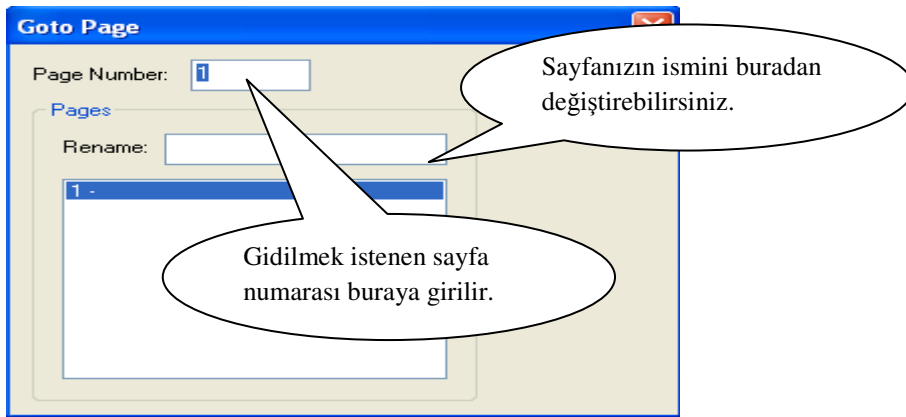 Goto Page
Page Number: 1
Sayfanızın ismini buradan
değiştirebilirsiniz.
Pages
Rename:
1 -
Gidilmek istenen sayfa
numarası buraya girilir.